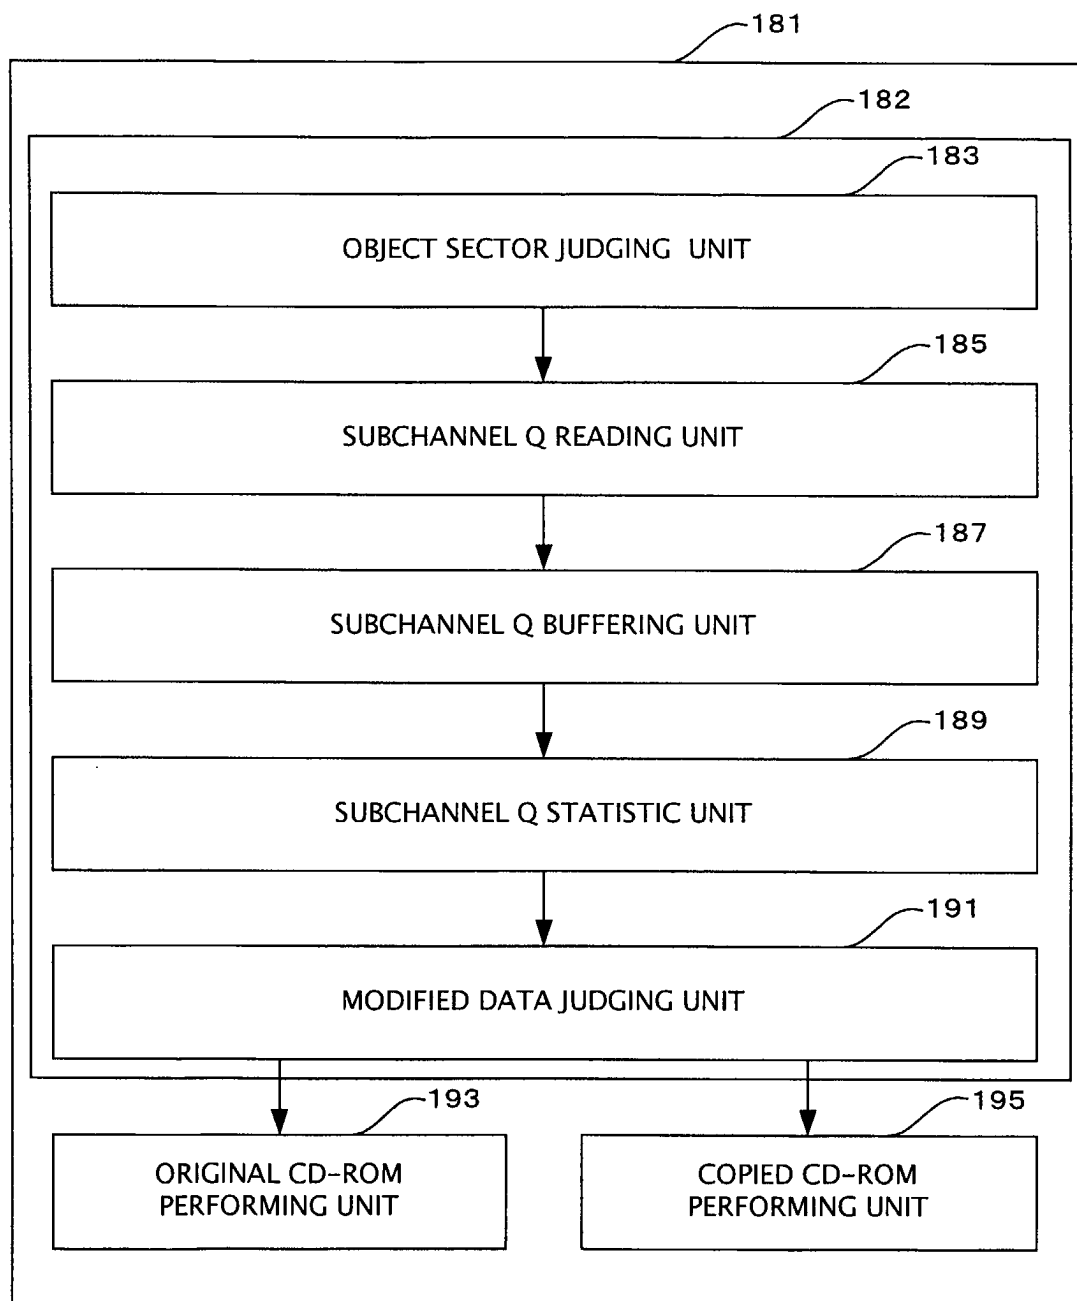 181
182
183
OBJECT SECTOR JUDGING UNIT
185
SUBCHANNEL Q READING UNIT
187
SUBCHANNEL Q BUFFERING UNIT
189
SUBCHANNEL Q STATISTIC UNIT
191
MODIFIED DATA JUDGING UNIT
193
195
ORIGINAL CD-ROM
PERFORMING UNIT
COPIED CD-ROM
PERFORMING UNIT